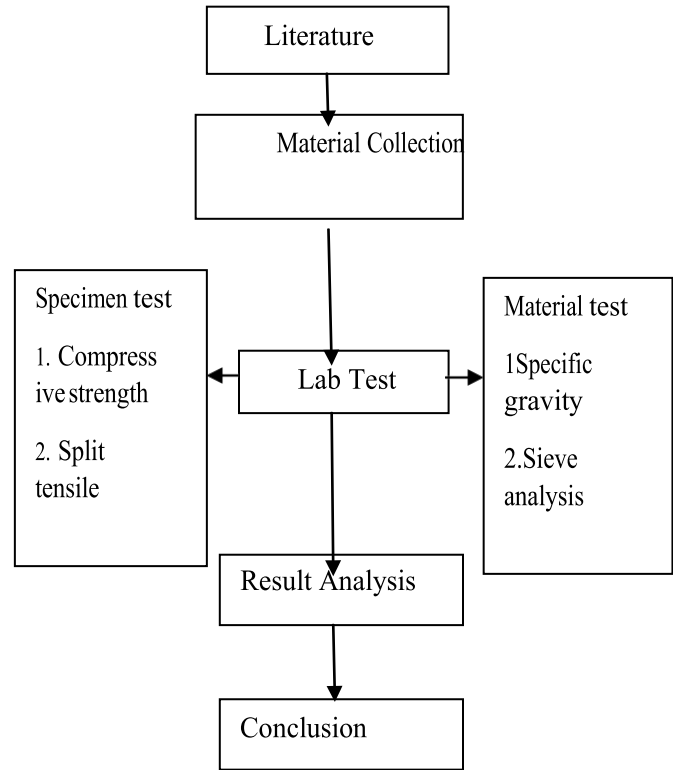 Literature
Material Collection
Specimen test
1. Compress
ive strength
2. Split
tensile
Lab Test
Material test
1Specific
gravity
2.Sieve
analysis
Result Analysis
Conclusion